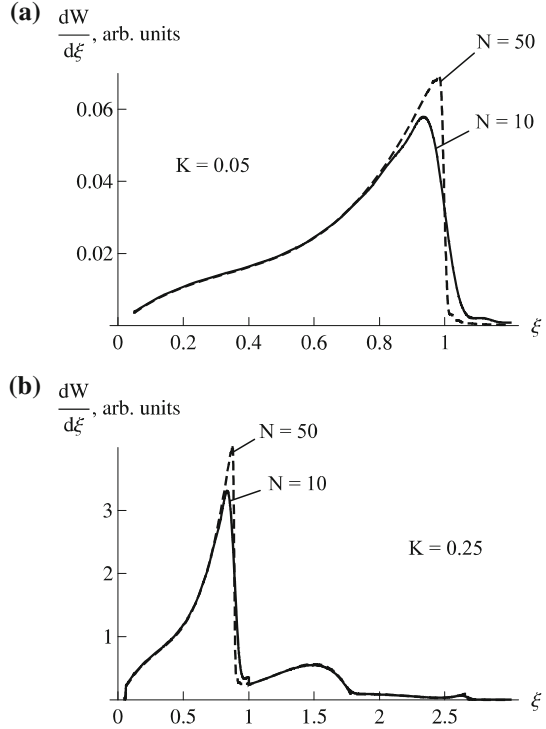 (a)
dW
dξ
, arb. units
N = 50
0.06
N = 10
K = 0.05
0.04
0.02
0 0.2 0.4 0.6 0.8 1 ξ
(b)
dW
dξ
, arb. units
N = 50
N = 10
3
K = 0.25
2
1
0 0.5 1 1.5 2 2.5 ξ